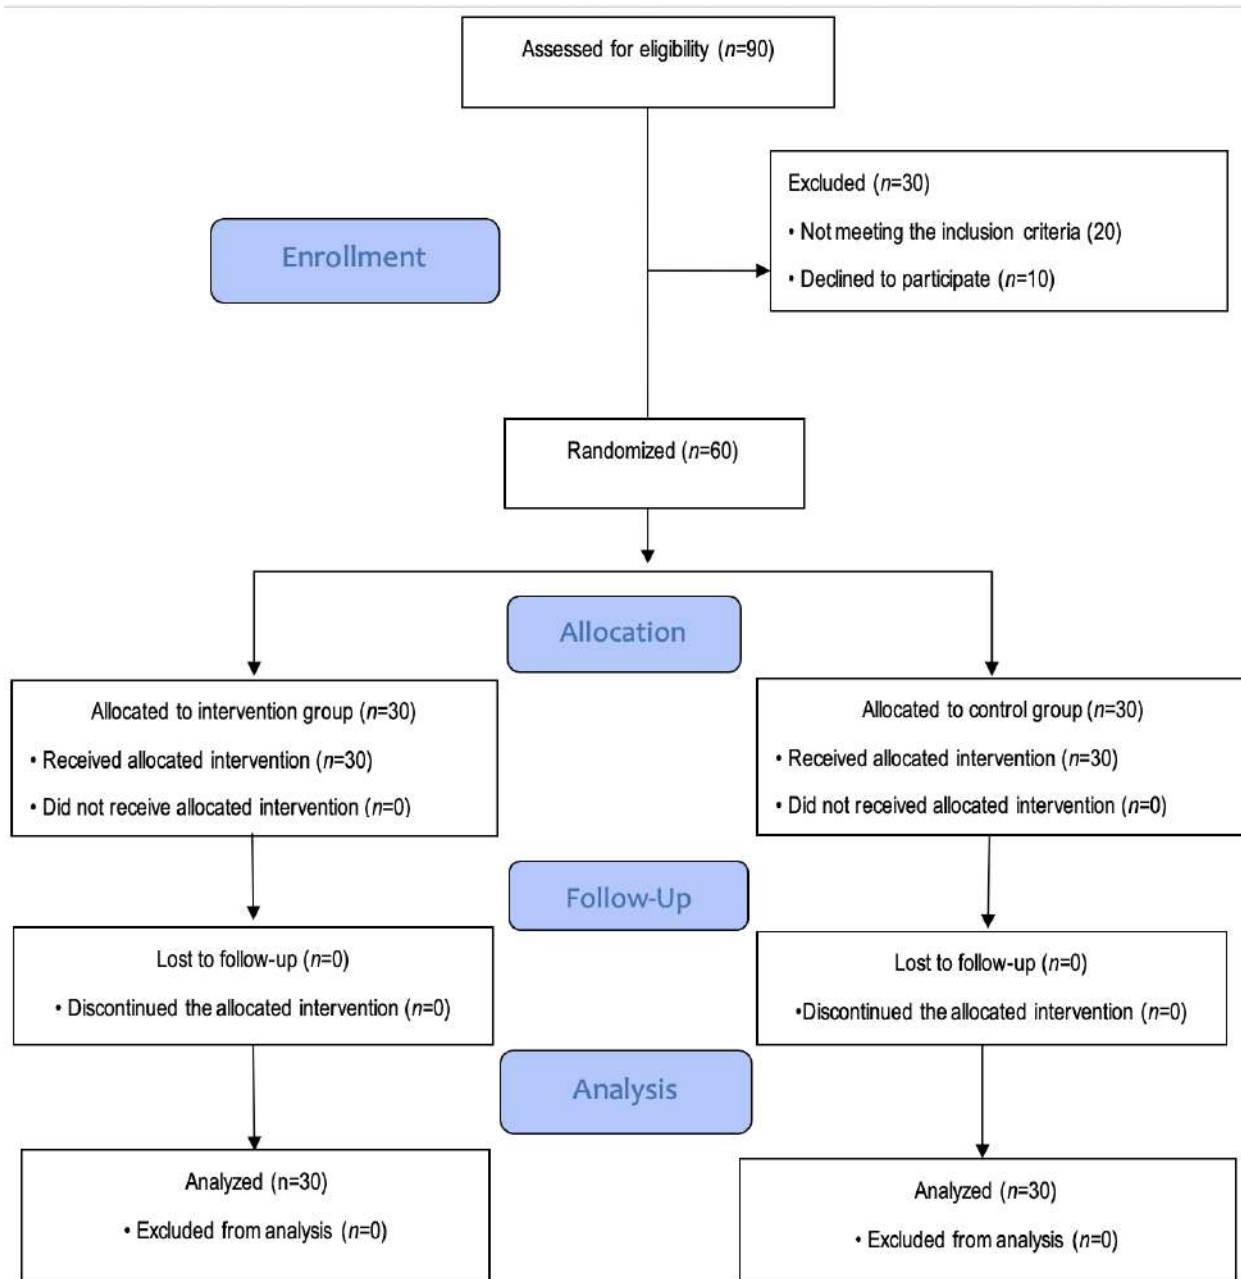 Assessed for eligibility (n=90)
Excluded (n=30)
• Not meeting the inclusion criteria (20)
• Declined to participate (n=10)
Enrollment
Randomized (n=60)
Allocation
Allocated to intervention group (n=30)
• Received allocated intervention (n=30)
• Did not receive allocated intervention (n=0)
Allocated to control group (n=30)
• Received allocated intervention (n=30)
• Did not received allocated intervention (n=0)
Follow-Up
Lost to follow-up (n=0)
• Discontinued the allocated intervention (n=0)
Lost to follow-up (n=0)
•Discontinued the allocated intervention (n=0)
Analysis
Analyzed (n=30)
• Excluded from analysis (n=0)
Analyzed (n=30)
• Excluded from analysis (n=0)